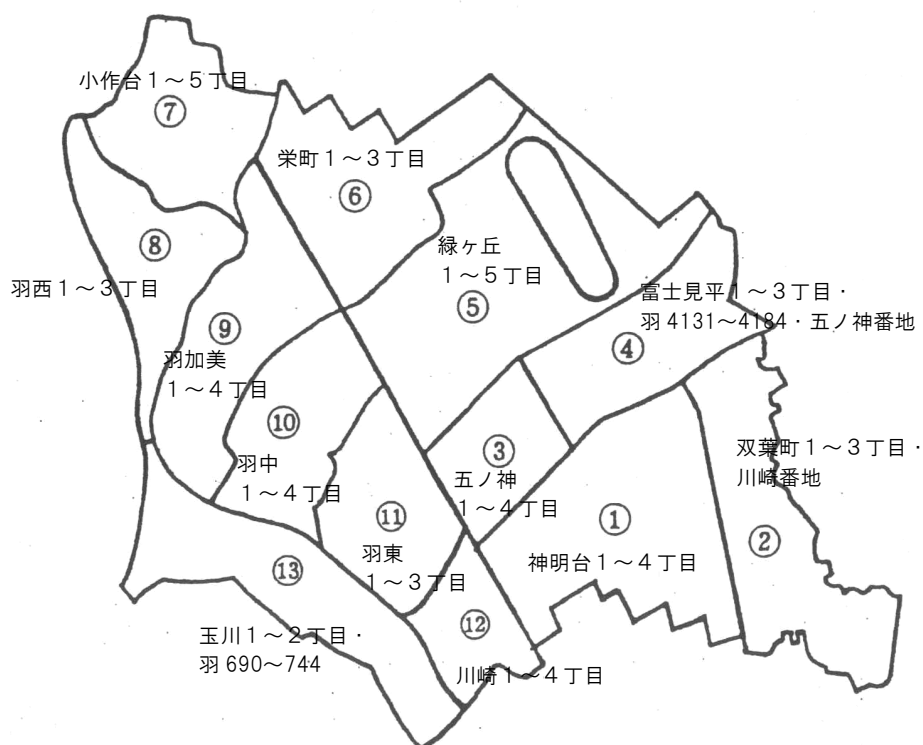 小作台１～５丁目
⑦
栄町１～３丁目
⑥
⑧
羽西１～３丁目
緑ヶ丘
１～５丁目
⑤
富士見平１～３丁目・
羽 4131～4184・五ノ神番地
④
⑨
羽加美
１～４丁目
⑩
羽中
１～４丁目
③
五ノ神
１～４丁目
双葉町１～３丁目・
川崎番地
②
①
神明台１～４丁目
⑪
羽東
１～３丁目
⑬
玉川１～２丁目・
羽 690～744
⑫
川崎１～４丁目